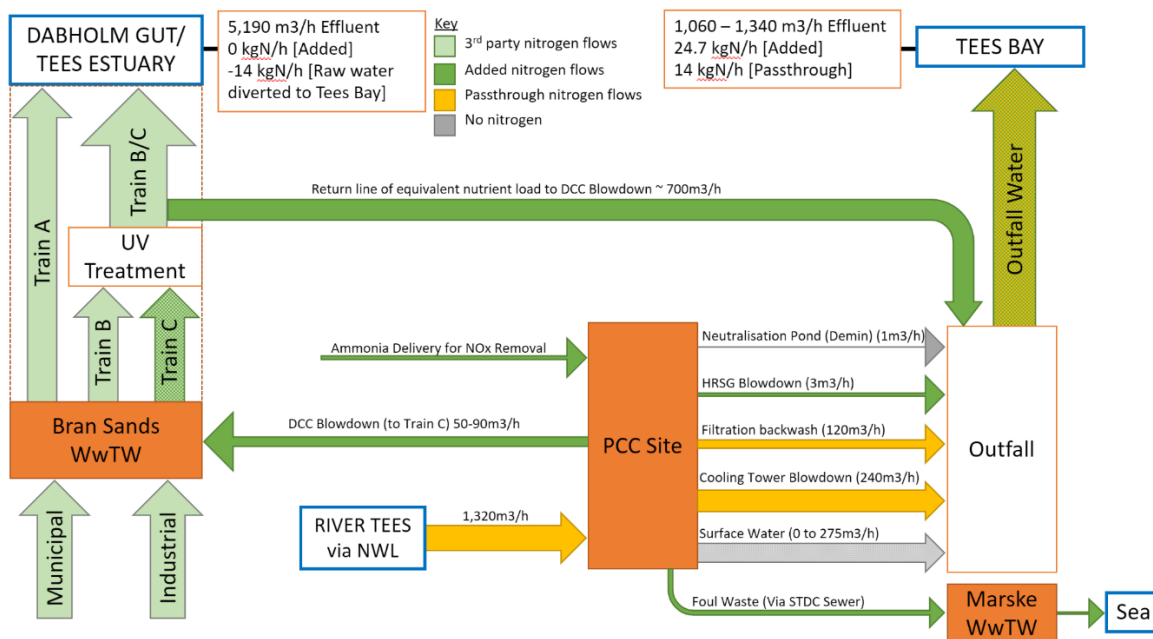 DABHOLM GUT/
TEES ESTUARY
5,190 m3/h Effluent
0 kgN/h [Added]
-14 kgN/h [Raw water
diverted to Tees Bay]
Key
3rd party nitrogen flows
Added nitrogen flows
Passthrough nitrogen flows
No nitrogen
1,060 – 1,340 m3/h Effluent
24.7 kgN/h [Added]
14 kgN/h [Passthrough]
TEES BAY
Train A
Train B/C
Return line of equivalent nutrient load to DCC Blowdown ~ 700m3/h
Outfall Water
UV
Treatment
Train B
Train C
Ammonia Delivery for NOx Removal
Neutralisation Pond (Demin) (1m3/h)
HRSG Blowdown (3m3/h)
Bran Sands
WwTW
DCC Blowdown (to Train C) 50-90m3/h
PCC Site
Filtration backwash (120m3/h)
Outfall
Cooling Tower Blowdown (240m3/h)
RIVER TEES
via NWL
1,320m3/h
Surface Water (0 to 275m3/h)
Municipal
Industrial
Foul Waste (Via STDC Sewer)
Marske
WwTW
Sea